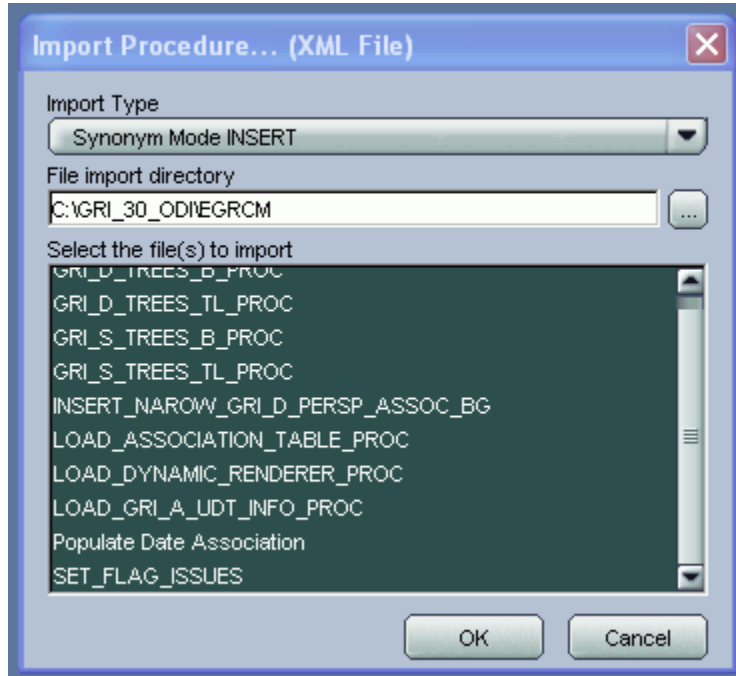 Import Procedure... (XML File)
Import Type
Synonym Mode INSERT
File import directory
C:\GRI_30_ODI\EGRCM
...
Select the file(s) to import
GRI_D_TREES_B_PROC
GRI_D_TREES_TL_PROC
GRI_S_TREES_B_PROC
GRI_S_TREES_TL_PROC
INSERT_NAROW_GRI_D_PERSP_ASSOC_BG
LOAD_ASSOCIATION_TABLE_PROC
LOAD_DYNAMIC_RENDERER_PROC
LOAD_GRI_A_UDT_INFO_PROC
Populate Date Association
SET_FLAG_ISSUES
OK Cancel